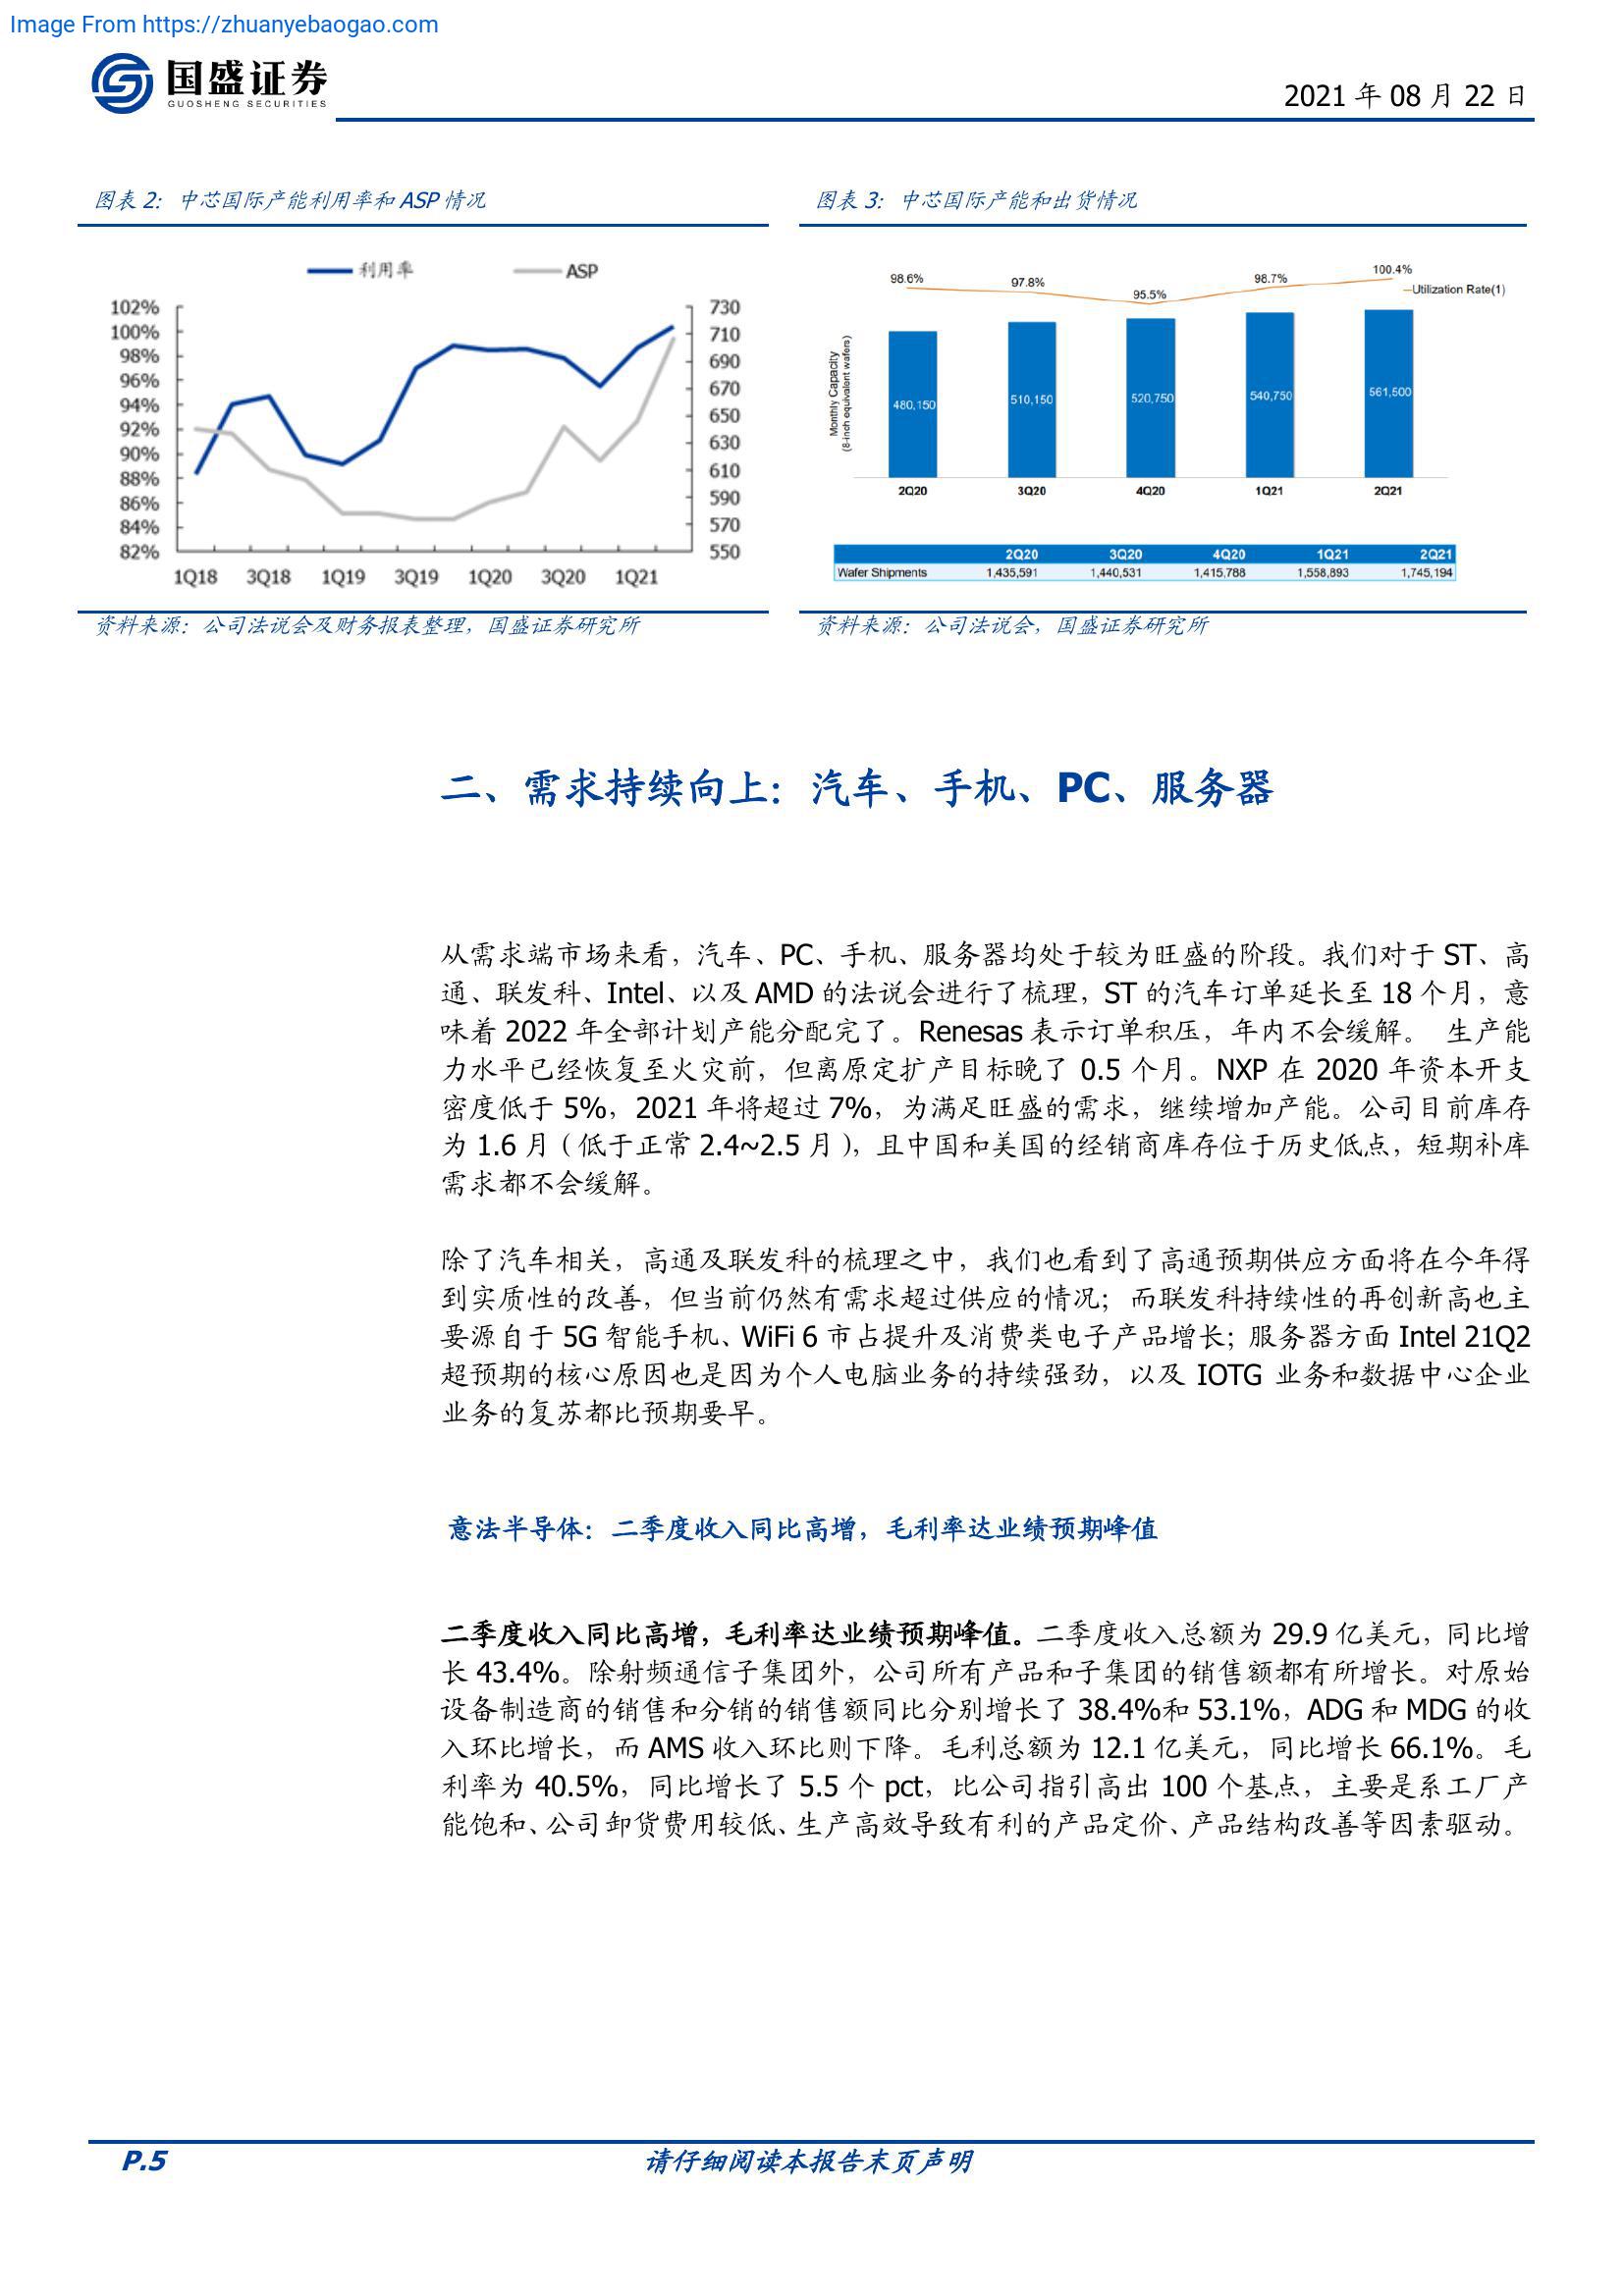 Image From https://zhuanyebaogao.com
国盛证券
GUOSHENG SECURITIES
2021 年 08 月 22 日
图表 2: 中芯国际产能利用率和 ASP 情况
利用率 ASP
102%
100%
98%
96%
94%
92%
90%
88%
86%
84%
82%
730
710
690
670
650
630
610
590
570
550
1Q18 3Q18 1Q19 3Q19 1Q20 3Q20 1Q21
资料来源：公司法说会及财务报表整理，国盛证券研究所
图表 3: 中芯国际产能和出货情况
98.6% 97.8% 95.5% 98.7% 100.4%
Utilization Rate(1)
Monthly Capacity
(8-inch equivalent wafers)
480,150 510,150 520,750 540,750 561,500
2Q20 3Q20 4Q20 1Q21 2Q21
2Q20 3Q20 4Q20 1Q21 2Q21
Wafer Shipments 1,435,591 1,440,531 1,415,788 1,558,893 1,745,194
资料来源：公司法说会，国盛证券研究所
二、需求持续向上：汽车、手机、PC、服务器
从需求端市场来看，汽车、PC、手机、服务器均处于较为旺盛的阶段。我们对于 ST、高
通、联发科、Intel、以及 AMD 的法说会进行了梳理，ST 的汽车订单延长至 18 个月，意
味着 2022 年全部计划产能分配完了。Renesas 表示订单积压，年内不会缓解。 生产能
力水平已经恢复至火灾前，但离原定扩产目标晚了 0.5 个月。NXP 在 2020 年资本开支
密度低于 5%，2021 年将超过 7%，为满足旺盛的需求，继续增加产能。公司目前库存
为 1.6 月（低于正常 2.4~2.5 月），且中国和美国的经销商库存位于历史低点，短期补库
需求都不会缓解。
除了汽车相关，高通及联发科的梳理之中，我们也看到了高通预期供应方面将在今年得
到实质性的改善，但当前仍然有需求超过供应的情况；而联发科持续性的再创新高也主
要源自于 5G 智能手机、WiFi 6 市占提升及消费类电子产品增长；服务器方面 Intel 21Q2
超预期的核心原因也是因为个人电脑业务的持续强劲，以及 IOTG 业务和数据中心企业
业务的复苏都比预期要早。
意法半导体：二季度收入同比高增，毛利率达业绩预期峰值
二季度收入同比高增，毛利率达业绩预期峰值。二季度收入总额为 29.9 亿美元，同比增
长 43.4%。除射频通信子集团外，公司所有产品和子集团的销售额都有所增长。对原始
设备制造商的销售和分销的销售额同比分别增长了 38.4%和 53.1%，ADG 和 MDG 的收
入环比增长，而 AMS 收入环比则下降。毛利总额为 12.1 亿美元，同比增长 66.1%。毛
利率为 40.5%，同比增长了 5.5 个 pct，比公司指引高出 100 个基点，主要是系工厂产
能饱和、公司卸货费用较低、生产高效导致有利的产品定价、产品结构改善等因素驱动。
P.5
请仔细阅读本报告末页声明